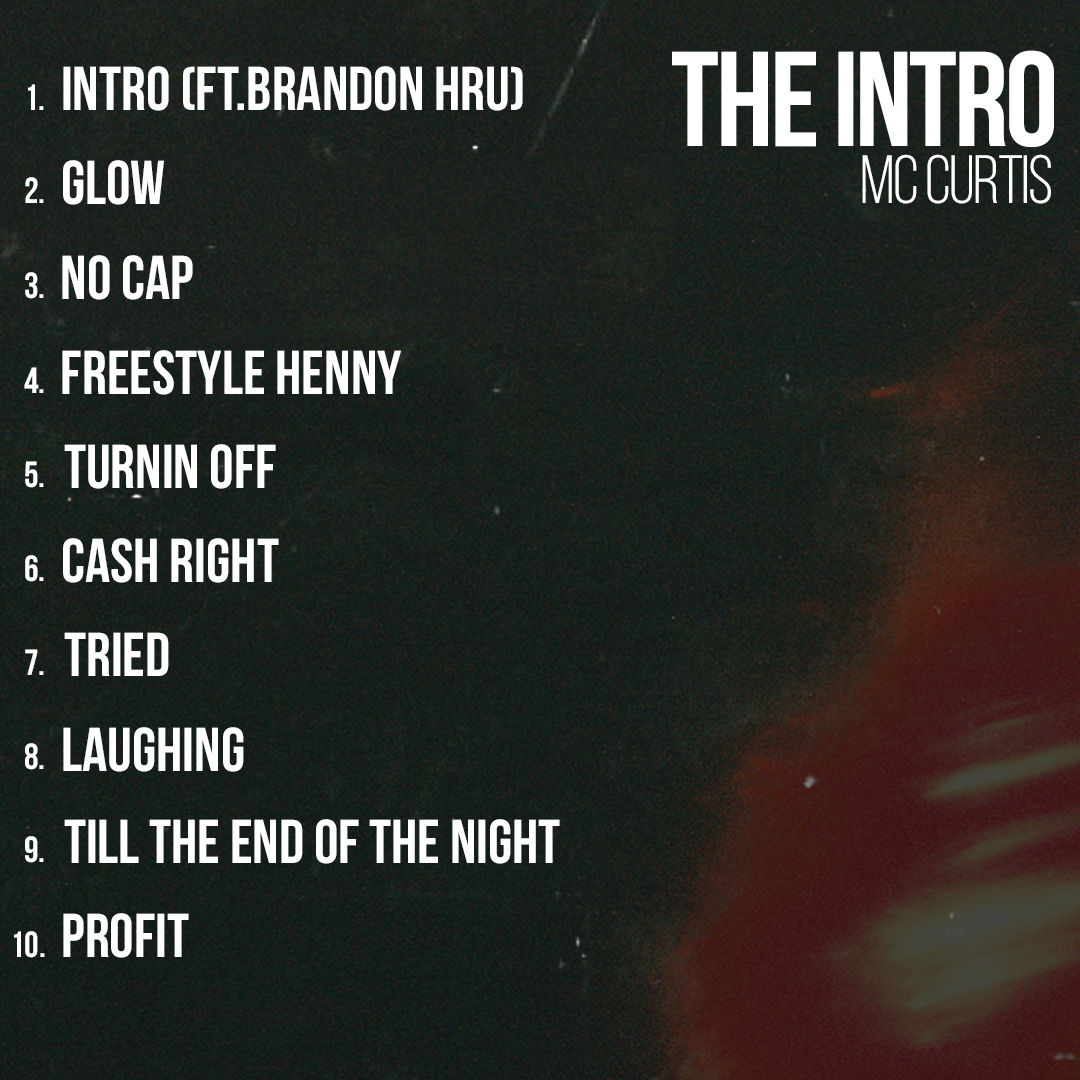 THE INTRO
MC CURTIS
1. INTRO (FT.BRANDON HRU)
2. GLOW
3. NO CAP
4. FREESTYLE HENNY
5. TURNIN OFF
6. CASH RIGHT
7. TRIED
8. LAUGHING
9. TILL THE END OF THE NIGHT
10. PROFIT